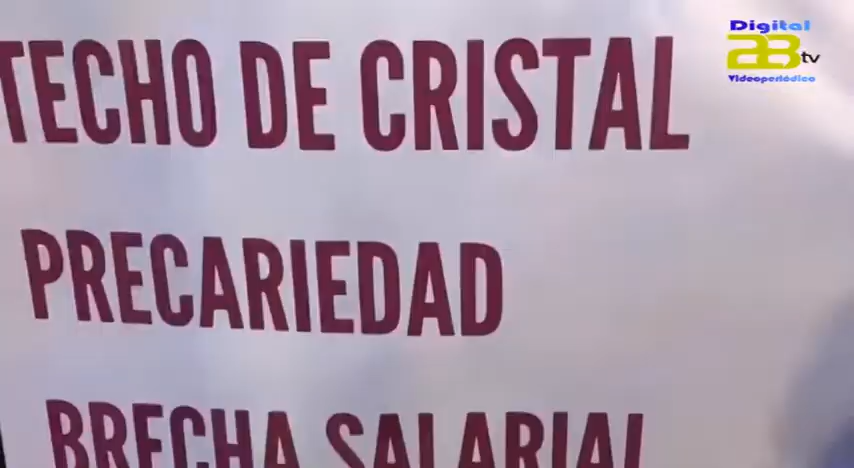 TECHO DE CRISTAL
PRECARIEDAD
BRECHA SALARIAL
Digital
AB tv
Videoperiódico